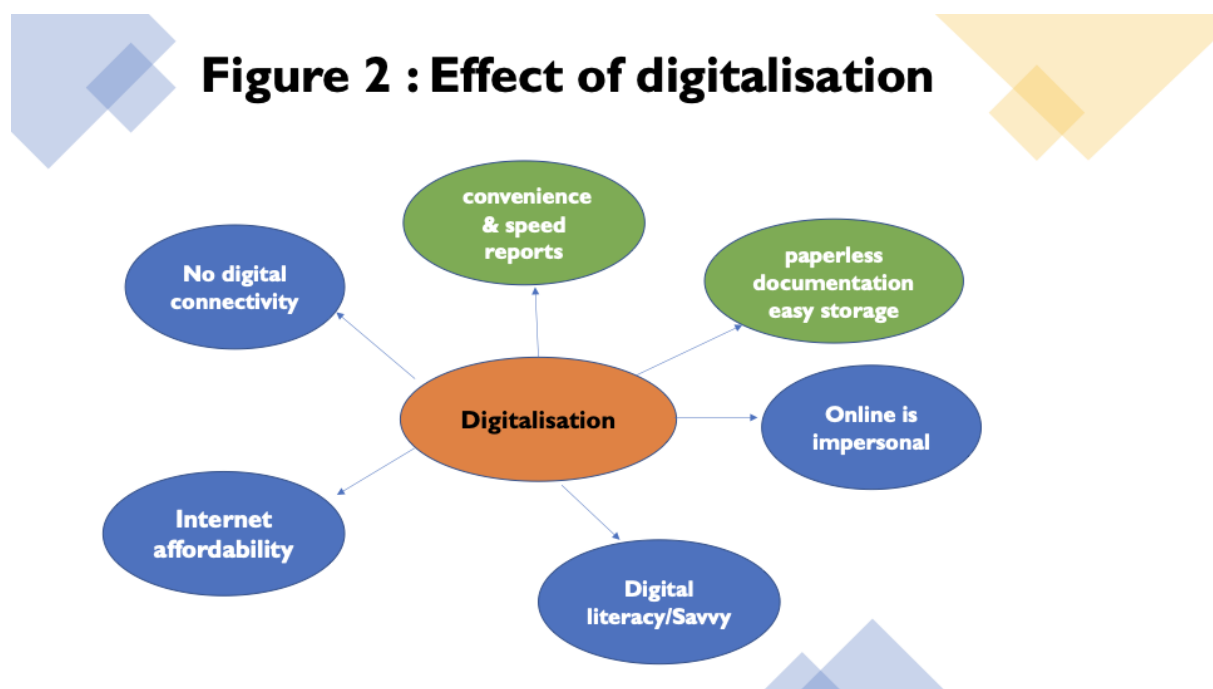 Figure 2 : Effect of digitalisation
convenience
& speed
reports
No digital
connectivity
paperless
documentation
easy storage
Digitalisation
Online is
impersonal
Internet
affordability
Digital
literacy/Savvy